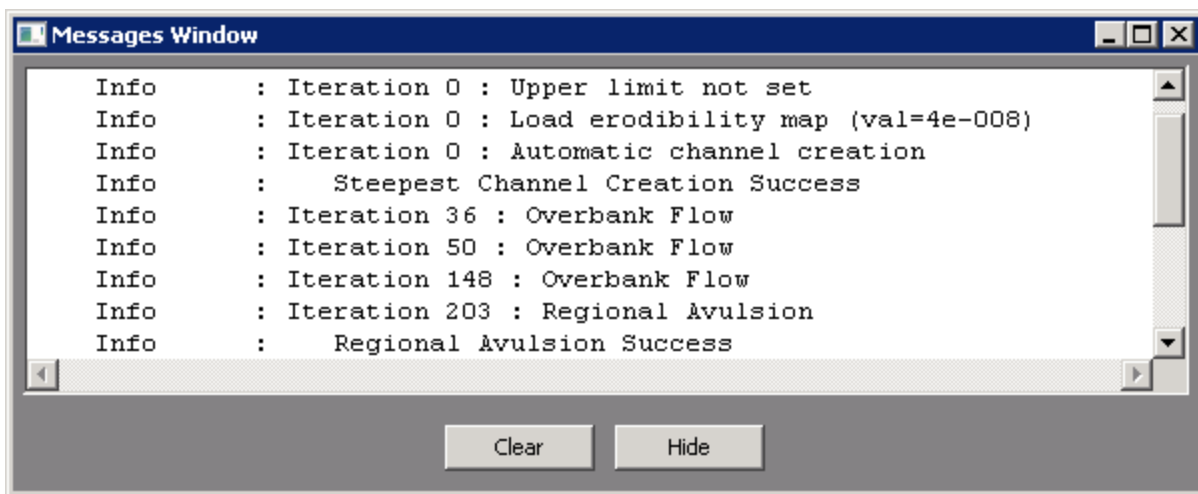 Messages Window
Info : Iteration 0 : Upper limit not set
Info : Iteration 0 : Load erodibility map (val=4e-008)
Info : Iteration 0 : Automatic channel creation
Info : Steepest Channel Creation Success
Info : Iteration 36 : Overbank Flow
Info : Iteration 50 : Overbank Flow
Info : Iteration 148 : Overbank Flow
Info : Iteration 203 : Regional Avulsion
Info : Regional Avulsion Success
Clear Hide